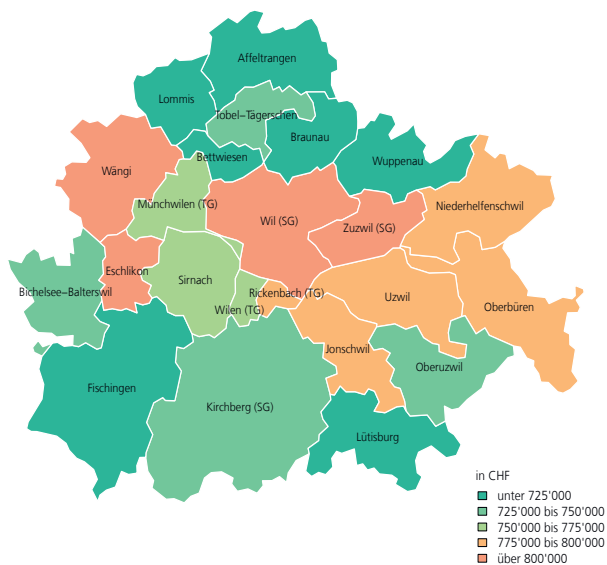 Affeltrangen
Lommis
Tobel–Tägerschen
Braunau
Bettwiesen
Wuppenau
Wängi
Münchwilen (TG)
Niederhelfenschwil
Wil (SG)
Zuzwil (SG)
Eschlikon
Sirnach
Bichelsee–Balterswil
Rickenbach (TG)
Uzwil
Oberbüren
Wilen (TG)
Jonschwil
Oberuzwil
Fischingen
Kirchberg (SG)
Lütisburg
in CHF
unter 725'000
725'000 bis 750'000
750'000 bis 775'000
775'000 bis 800'000
über 800'000